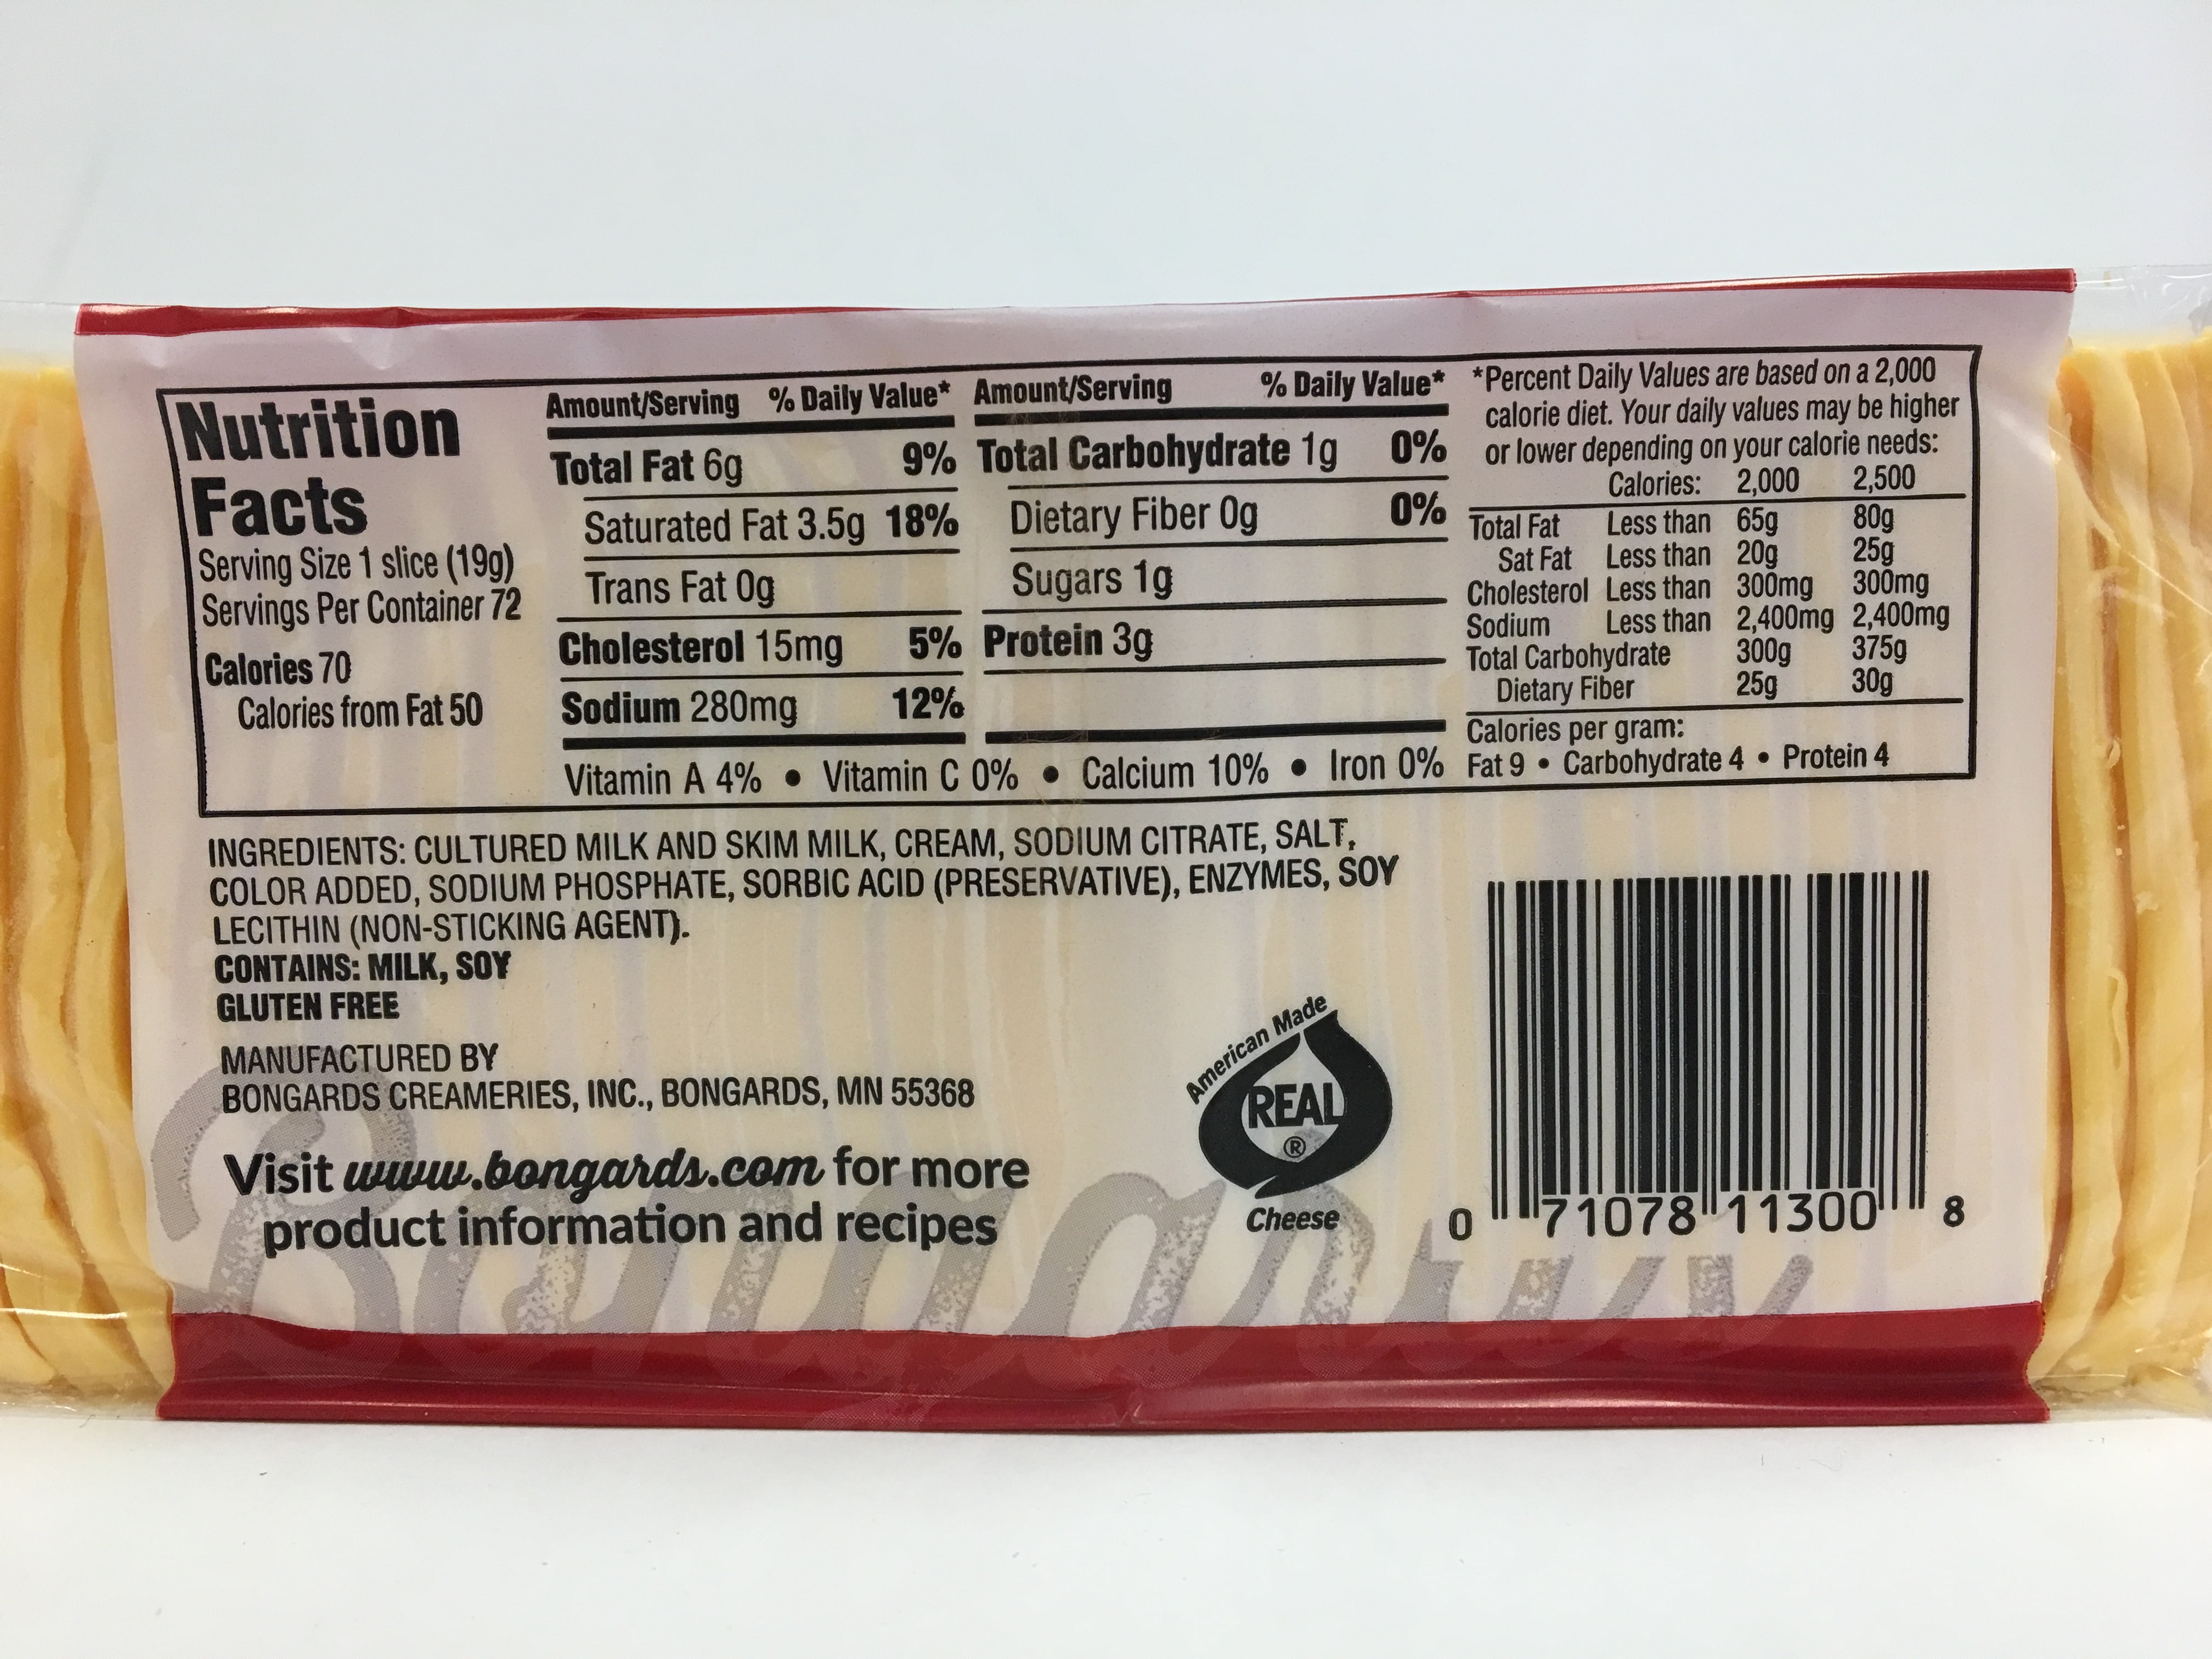 Nutrition
Facts
Serving Size 1 slice (19g)
Servings Per Container 72
Calories 70
Calories from Fat 50
Amount/Serving % Daily Value*
Total Fat 6g 9%
Saturated Fat 3.5g 18%
Trans Fat 0g
Cholesterol 15mg 5%
Sodium 280mg 12%
Amount/Serving % Daily Value*
Total Carbohydrate 1g 0%
Dietary Fiber 0g 0%
Sugars 1g
Protein 3g
Vitamin A 4% • Vitamin C 0% • Calcium 10% • Iron 0%
*Percent Daily Values are based on a 2,000
calorie diet. Your daily values may be higher
or lower depending on your calorie needs:
Calories: 2,000 2,500
Total Fat Less than 65g 80g
Sat Fat Less than 20g 25g
Cholesterol Less than 300mg 300mg
Sodium Less than 2,400mg 2,400mg
Total Carbohydrate 300g 375g
Dietary Fiber 25g 30g
Calories per gram:
Fat 9 • Carbohydrate 4 • Protein 4
INGREDIENTS: CULTURED MILK AND SKIM MILK, CREAM, SODIUM CITRATE, SALT,
COLOR ADDED, SODIUM PHOSPHATE, SORBIC ACID (PRESERVATIVE), ENZYMES, SOY
LECITHIN (NON-STICKING AGENT).
CONTAINS: MILK, SOY
GLUTEN FREE
MANUFACTURED BY
BONGARDS CREAMERIES, INC., BONGARDS, MN 55368
Visit www.bongards.com for more
product information and recipes
American Made
REAL
®
Cheese
0 71078 11300 8
Bongards